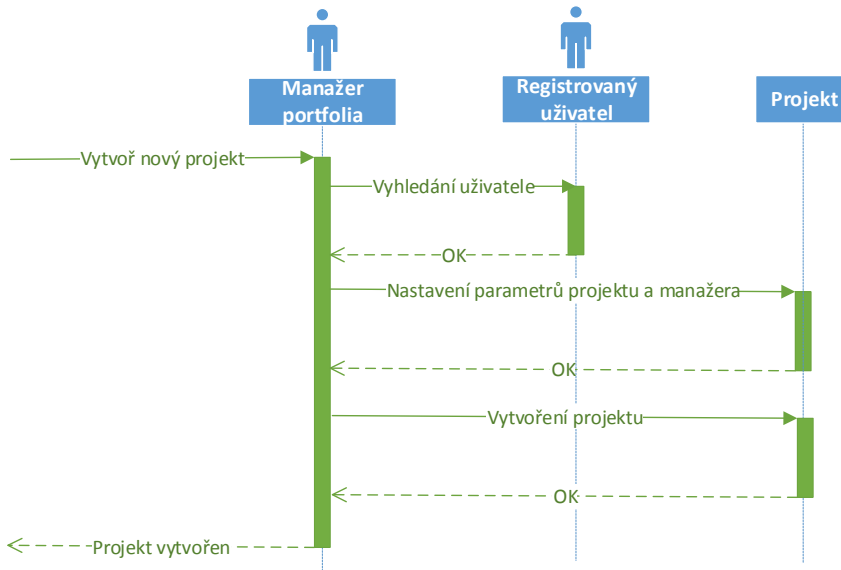 Manažer
portfolia
Registrovaný
uživatel
Projekt
Vytvoř nový projekt
Vyhledání uživatele
OK
Nastavení parametrů projektu a manažera
OK
Vytvoření projektu
OK
Projekt vytvořen